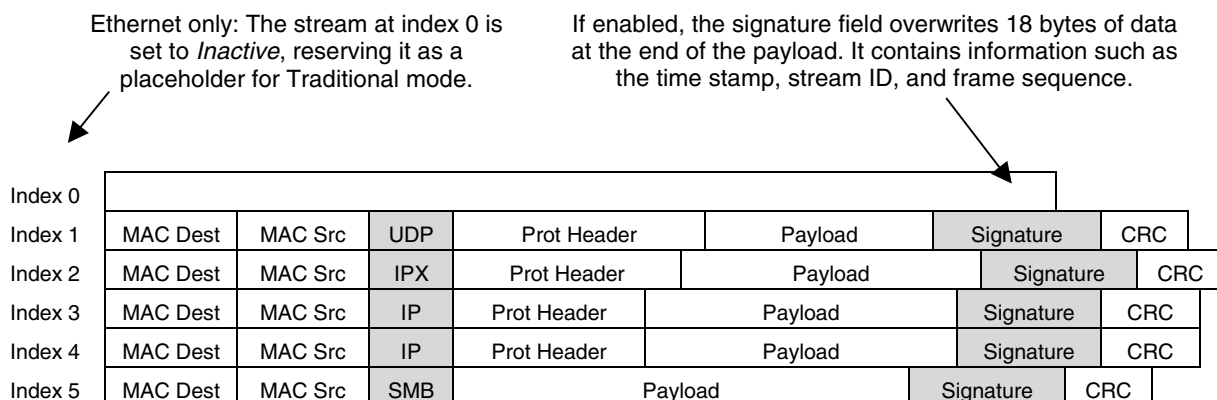 Ethernet only: The stream at index 0 is
set to Inactive, reserving it as a
placeholder for Traditional mode.
If enabled, the signature field overwrites 18 bytes of data
at the end of the payload. It contains information such as
the time stamp, stream ID, and frame sequence.
Index 0
Index 1 MAC Dest MAC Src UDP Prot Header Payload Signature CRC
Index 2 MAC Dest MAC Src IPX Prot Header Payload Signature CRC
Index 3 MAC Dest MAC Src IP Prot Header Payload Signature CRC
Index 4 MAC Dest MAC Src IP Prot Header Payload Signature CRC
Index 5 MAC Dest MAC Src SMB Payload Signature CRC